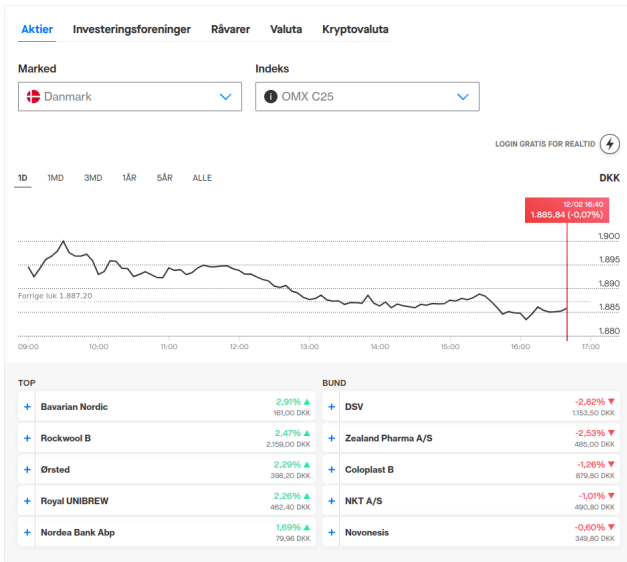 Aktier Investeringsforeninger Råvarer Valuta Kryptovaluta
Marked Indeks
Danmark OMX C25
LOGIN GRATIS FOR REALTID
1D 1MD 3MD 1ÅR 5ÅR ALLE DKK
12/02 16:40
1.885,84 (-0,07%)
1.900
1.895
1.890
Forrige luk 1.887,20
1.885
1.880
09:00 10:00 11:00 12:00 13:00 14:00 15:00 16:00 17:00
TOP BUND
+ Bavarian Nordic 2,91% ▲
161,00 DKK
+ DSV -2,82% ▼
1.153,50 DKK
+ Rockwool B 2,47% ▲
2.159,00 DKK
+ Zealand Pharma A/S -2,53% ▼
485,00 DKK
+ Ørsted 2,29% ▲
398,20 DKK
+ Coloplast B -1,26% ▼
679,80 DKK
+ Royal UNIBREW 2,26% ▲
462,40 DKK
+ NKT A/S -1,01% ▼
490,80 DKK
+ Nordea Bank Abp 1,69% ▲
79,96 DKK
+ Novonesis -0,60% ▼
349,80 DKK